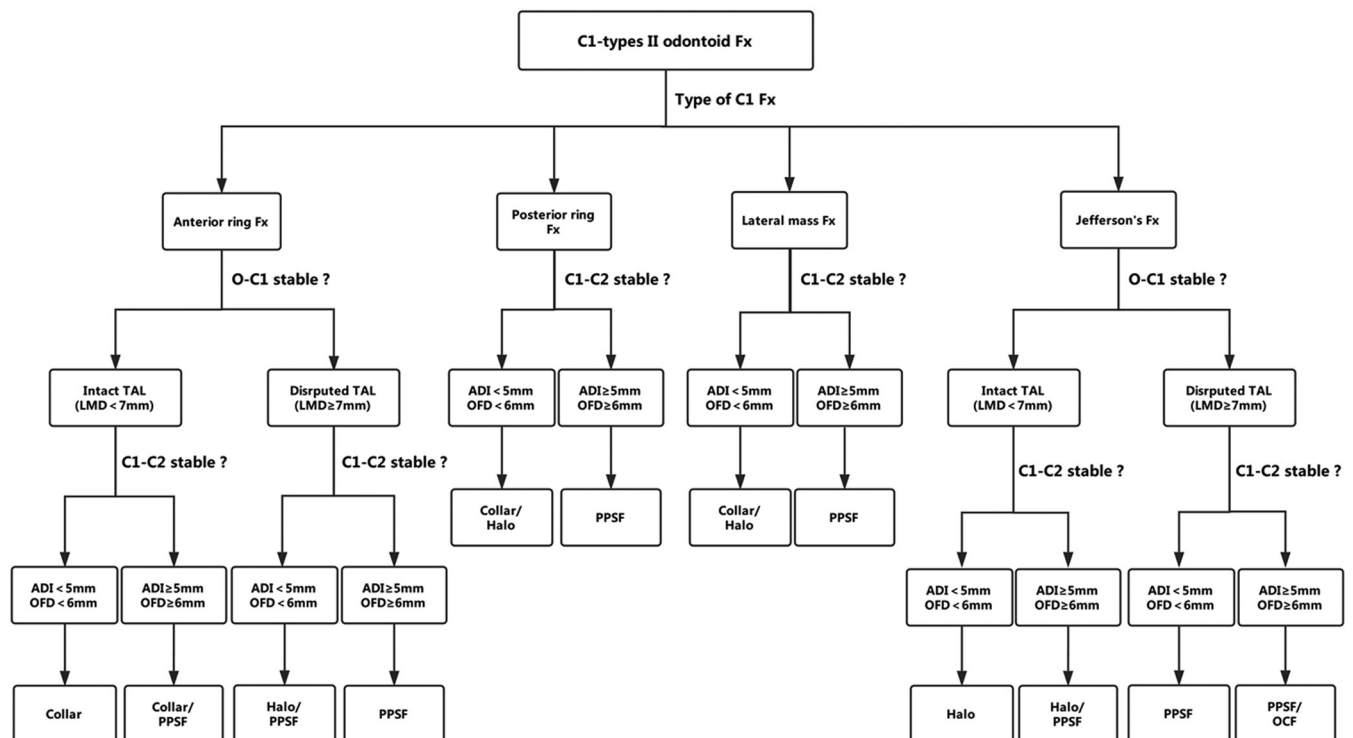 C1-types II odontoid Fx
Type of C1 Fx
Anterior ring Fx
Posterior ring
Fx
Lateral mass Fx
Jefferson's Fx
O-C1 stable ?
C1-C2 stable ?
C1-C2 stable ?
O-C1 stable ?
Intact TAL
(LMD < 7mm)
Disrputed TAL
(LMD≥7mm)
ADI < 5mm
OFD < 6mm
ADI≥5mm
OFD≥6mm
ADI < 5mm
OFD < 6mm
ADI≥5mm
OFD≥6mm
Intact TAL
(LMD < 7mm)
Disrputed TAL
(LMD≥7mm)
C1-C2 stable ?
C1-C2 stable ?
C1-C2 stable ?
C1-C2 stable ?
Collar/
Halo
PPSF
Collar/
Halo
PPSF
ADI < 5mm
OFD < 6mm
ADI≥5mm
OFD≥6mm
ADI < 5mm
OFD < 6mm
ADI≥5mm
OFD≥6mm
ADI < 5mm
OFD < 6mm
ADI≥5mm
OFD≥6mm
ADI < 5mm
OFD < 6mm
ADI≥5mm
OFD≥6mm
Collar
Collar/
PPSF
Halo/
PPSF
PPSF
Halo
Halo/
PPSF
PPSF
PPSF/
OCF